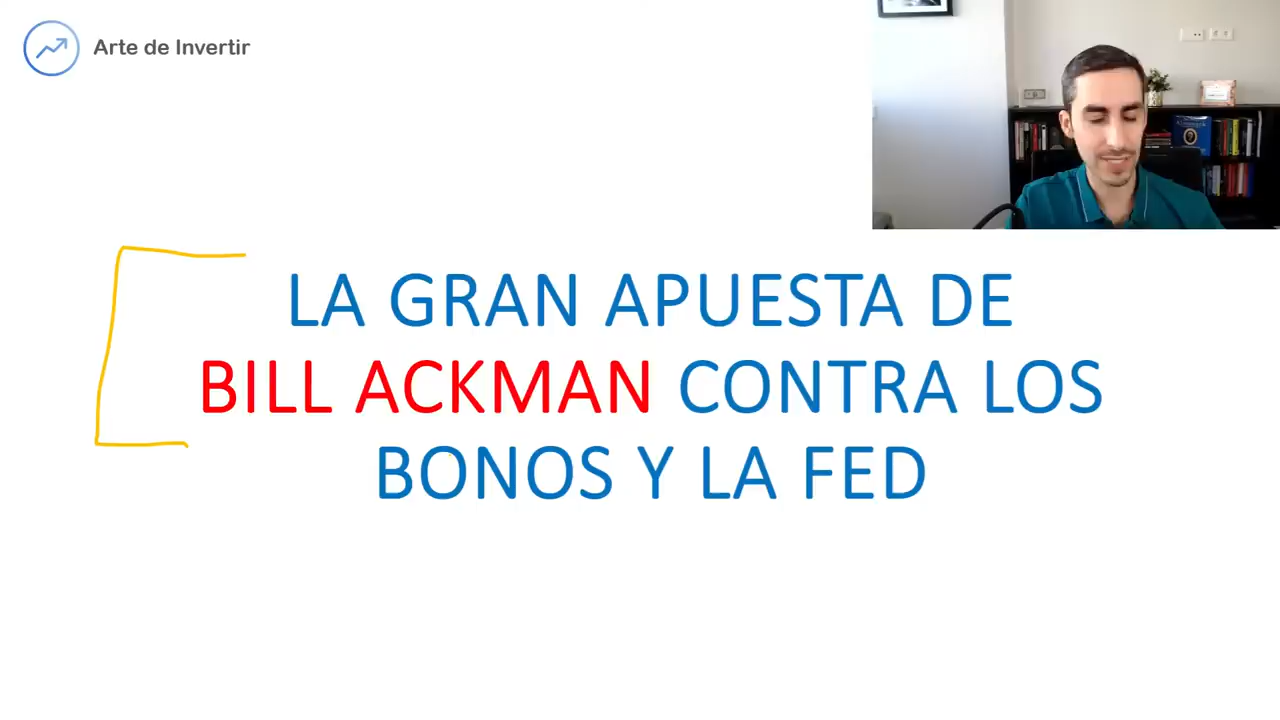 Arte de Invertir
LA GRAN APUESTA DE
BILL ACKMAN CONTRA LOS
BONOS Y LA FED